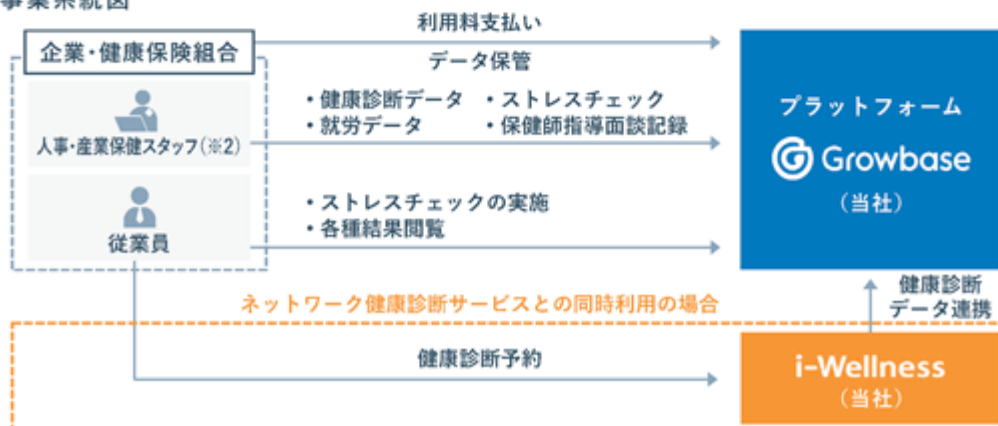 事業系統図
利用料支払い
企業・健康保険組合
データ保管
・健康診断データ ・ストレスチェック
・就労データ ・保健師指導面談記録
人事・産業保健スタッフ(※2)
プラットフォーム
Growbase
(当社)
・ストレスチェックの実施
・各種結果閲覧
従業員
健康診断
データ連携
ネットワーク健康診断サービスとの同時利用の場合
健康診断予約
i-Wellness
(当社)